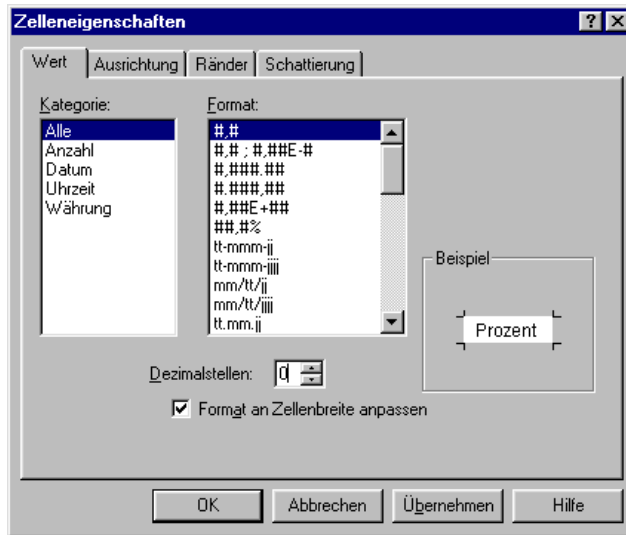 Zelleneigenschaften
Wert Ausrichtung Ränder Schattierung
Kategorie: Format:
Alle
Anzahl
Datum
Uhrzeit
Währung
#,#
#,# ; #,##E-#
#,###.##
#.###,##
#,##E+##
##,#%
tt-mmm-jj
tt-mmm-jjjj
mm/tt/jj
mm/tt/jjjj
tt.mm.jj
Beispiel
Prozent
Dezimalstellen: 0
Format an Zellenbreite anpassen
OK Abbrechen Übernehmen Hilfe